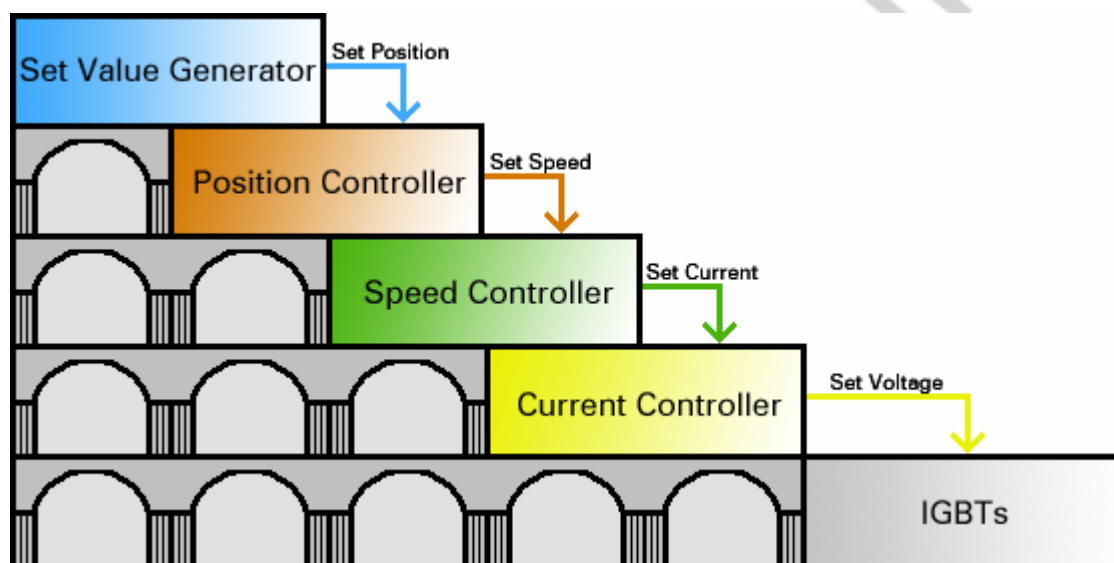 Set Value Generator
Set Position
Position Controller
Set Speed
Speed Controller
Set Current
Current Controller
Set Voltage
IGBTs